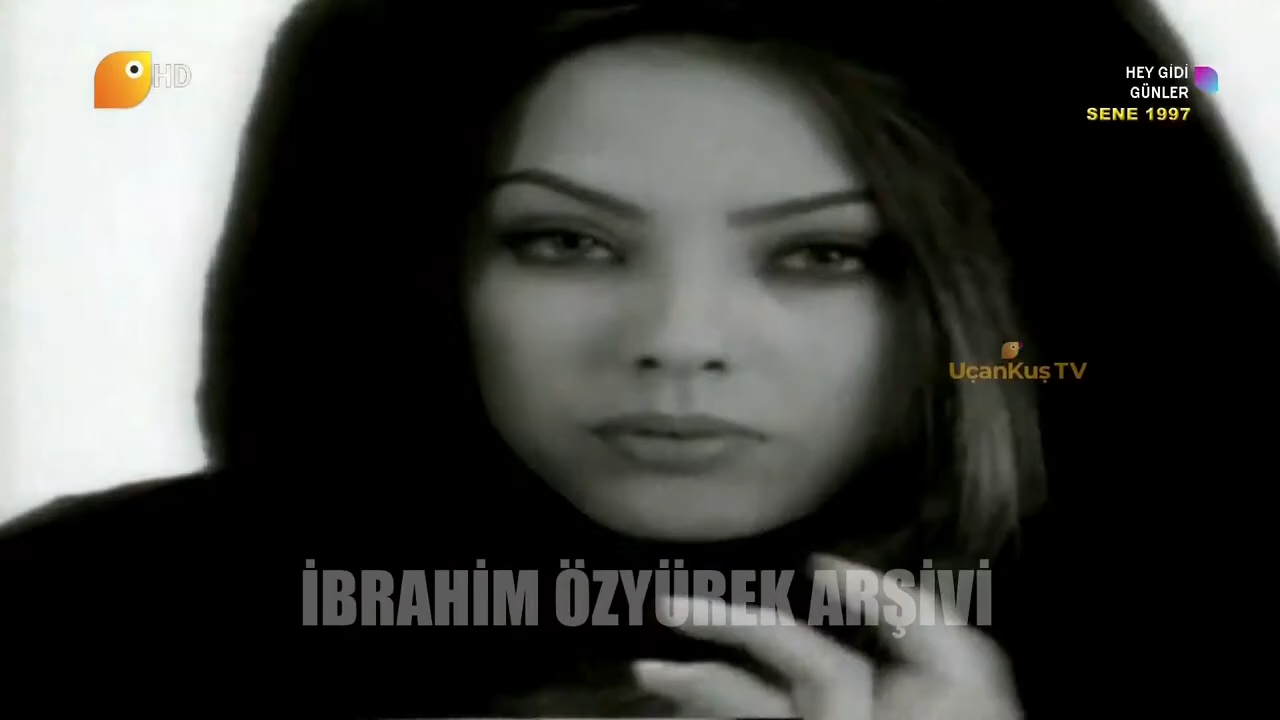 HD
HEY GİDİ
GÜNLER
SENE 1997
UçanKuş TV
İBRAHİM ÖZYÜREK ARŞİVİ